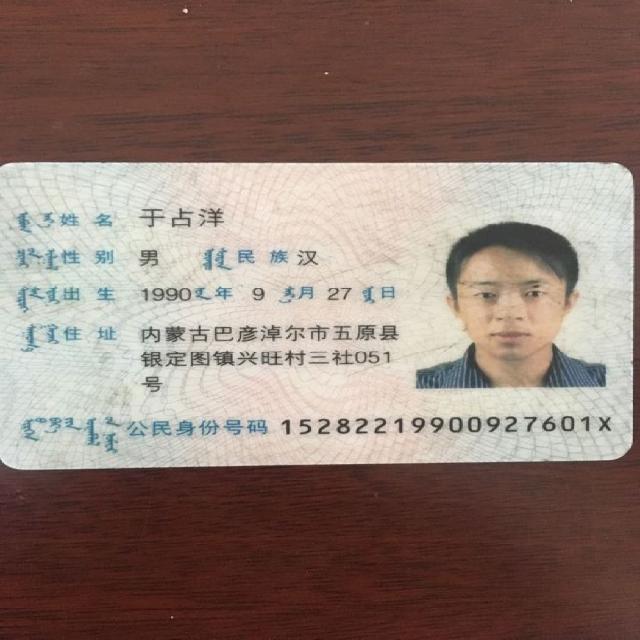 姓名 于占洋
性别 男 民族 汉
出生 1990 年 9 月 27 日
住址 内蒙古巴彦淖尔市五原县
银定图镇兴旺村三社051
号
公民身份号码 15282219900927601X